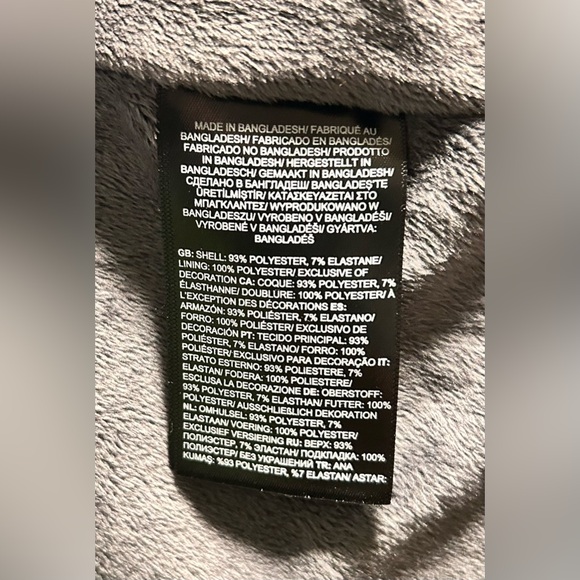 MADE IN BANGLADESH/ FABRIQUÉ AU
BANGLADESH/ FABRICADO EN BANGLADÉS/
FABRICADO NO BANGLADESH/ PRODOTTO
IN BANGLADESH/ HERGESTELLT IN
BANGLADESCH/ GEMAAKT IN BANGLADESH/
СДЕЛАНО В БАНГЛАДЕШ/ BANGLADEŞ'TE
ÜRETİLMİŞTİR/ ΚΑΤΑΣΚΕΥΑΖΕΤΑΙ ΣΤΟ
ΜΠΑΓΚΛΑΝΤΕΣ/ WYPRODUKOWANO W
BANGLADESZU/ VYROBENO V BANGLADÉŠI/
VYROBENÉ V BANGLADÉŠI/ GYÁRTVA:
BANGLADÉS
GB: SHELL: 93% POLYESTER, 7% ELASTANE/
LINING: 100% POLYESTER/ EXCLUSIVE OF
DECORATION CA: COQUE: 93% POLYESTER, 7%
ÉLASTHANNE/ DOUBLURE: 100% POLYESTER/ À
L'EXCEPTION DES DÉCORATIONS ES:
ARMAZÓN: 93% POLIÉSTER, 7% ELASTANO/
FORRO: 100% POLIÉSTER/ EXCLUSIVO DE
DECORACIÓN PT: TECIDO PRINCIPAL: 93%
POLIÉSTER, 7% ELASTANO/ FORRO: 100%
POLIÉSTER/ EXCLUSIVO PARA DECORAÇÃO IT:
STRATO ESTERNO: 93% POLIESTERE, 7%
ELASTAN/ FODERA: 100% POLIESTERE/
ESCLUSA LA DECORAZIONE DE: OBERSTOFF:
93% POLYESTER, 7% ELASTHAN/ FUTTER: 100%
POLYESTER/ AUSSCHLIEßLICH DEKORATION
NL: OMHULSEL: 93% POLYESTER, 7%
ELASTAAN/ VOERING: 100% POLYESTER/
EXCLUSIEF VERSIERING RU: ВЕРХ: 93%
ПОЛИЭСТЕР, 7% ЭЛАСТАН/ ПОДКЛАДКА: 100%
ПОЛИЭСТЕР/ БЕЗ УКРАШЕНИЙ TR: ANA
KUMAŞ: %93 POLYESTER, %7 ELASTAN/ ASTAR: